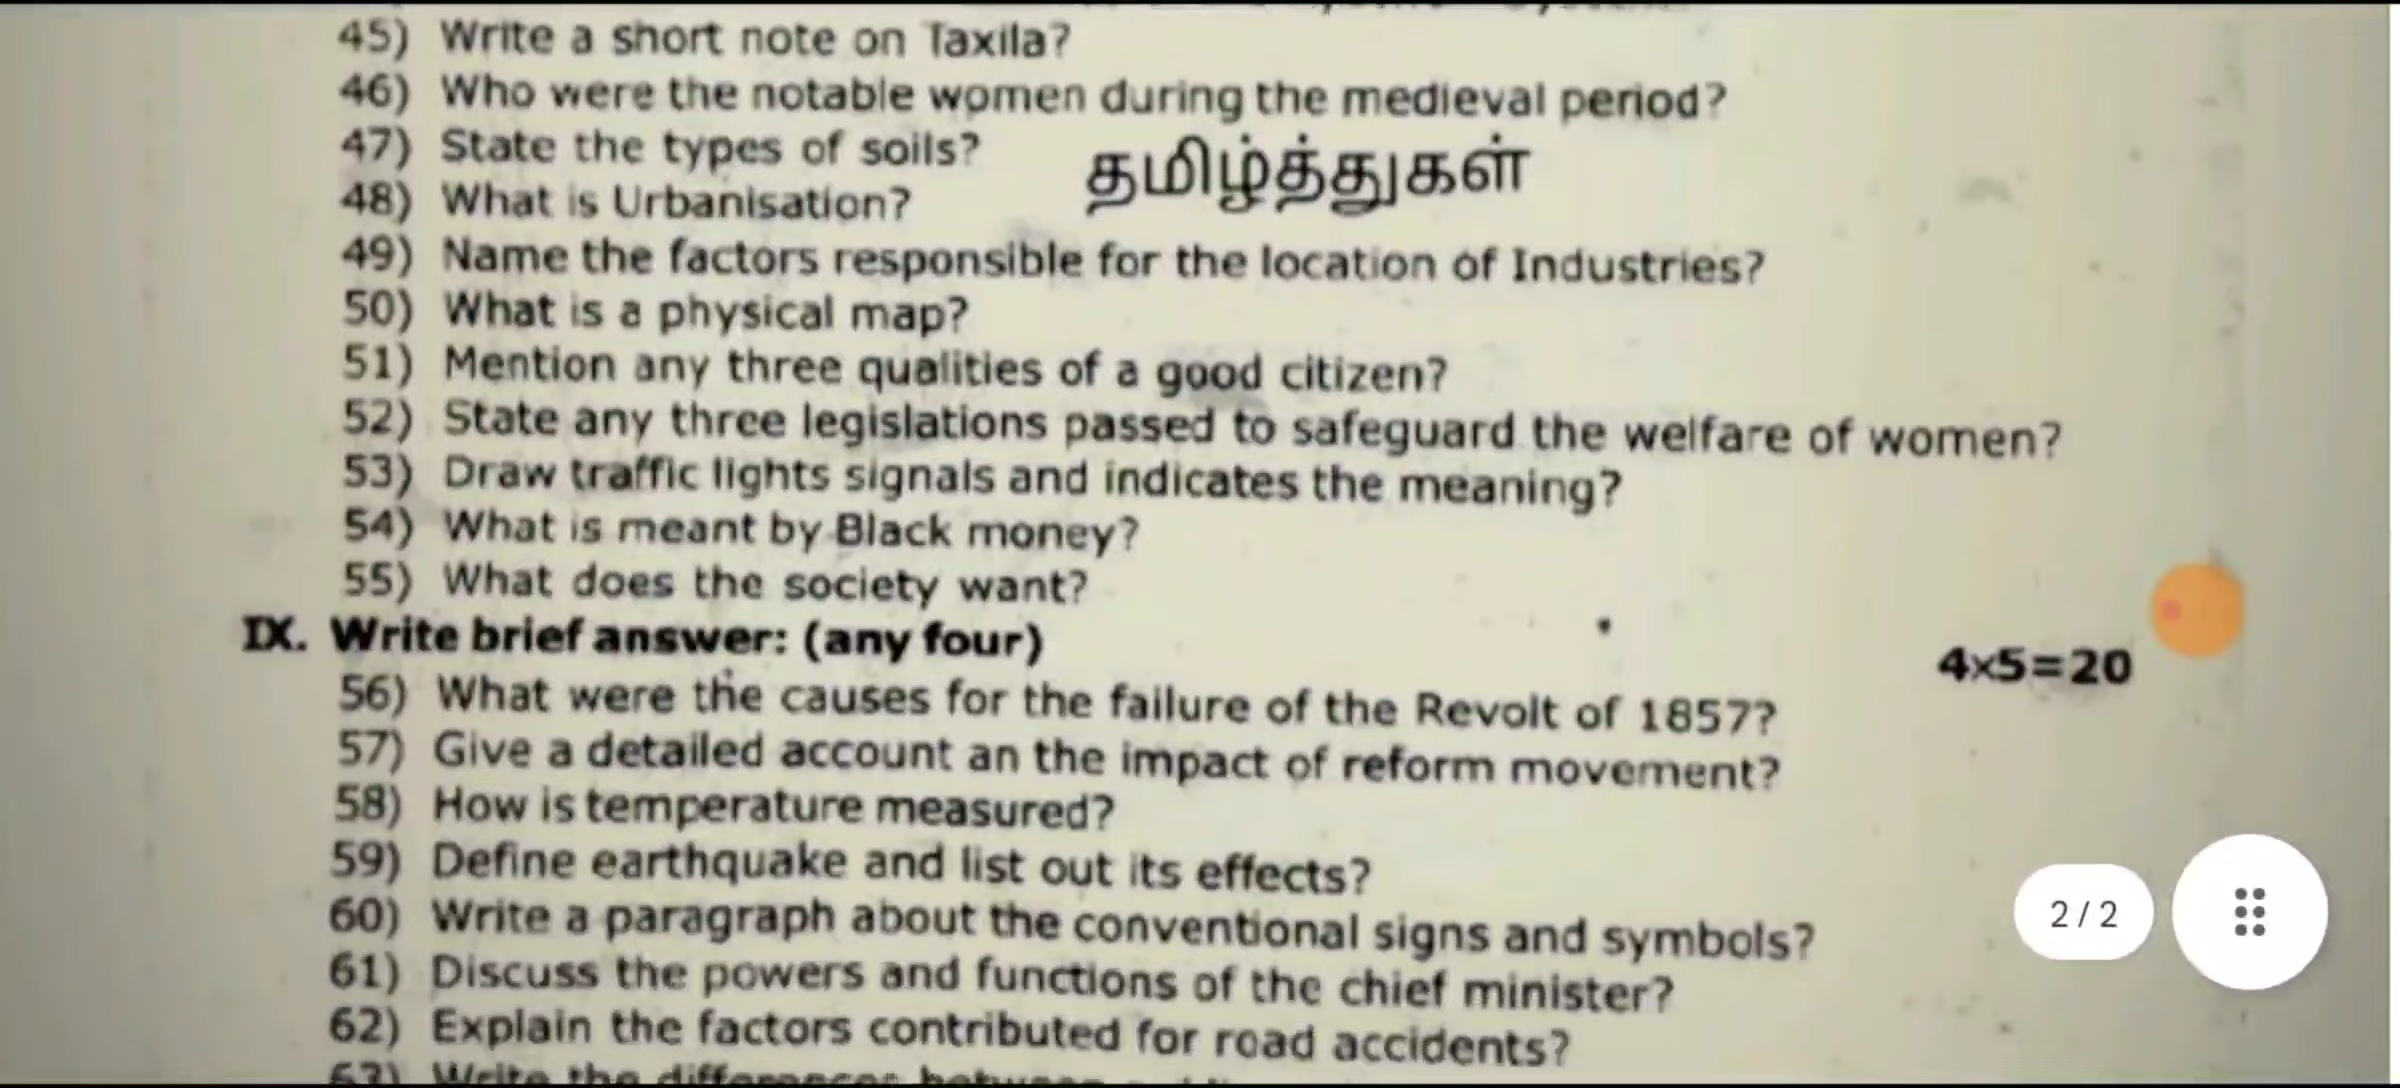 45) Write a short note on Taxila?
46) Who were the notable women during the medieval period?
47) State the types of soils?
தமிழ்த்துகள்
48) What is Urbanisation?
49) Name the factors responsible for the location of Industries?
50) What is a physical map?
51) Mention any three qualities of a good citizen?
52) State any three legislations passed to safeguard the welfare of women?
53) Draw traffic lights signals and indicates the meaning?
54) What is meant by Black money?
55) What does the society want?
IX. Write brief answer: (any four) 4x5=20
56) What were the causes for the failure of the Revolt of 1857?
57) Give a detailed account an the impact of reform movement?
58) How is temperature measured?
59) Define earthquake and list out its effects?
60) Write a paragraph about the conventional signs and symbols?
2 / 2
61) Discuss the powers and functions of the chief minister?
62) Explain the factors contributed for road accidents?
63) Write the differences between